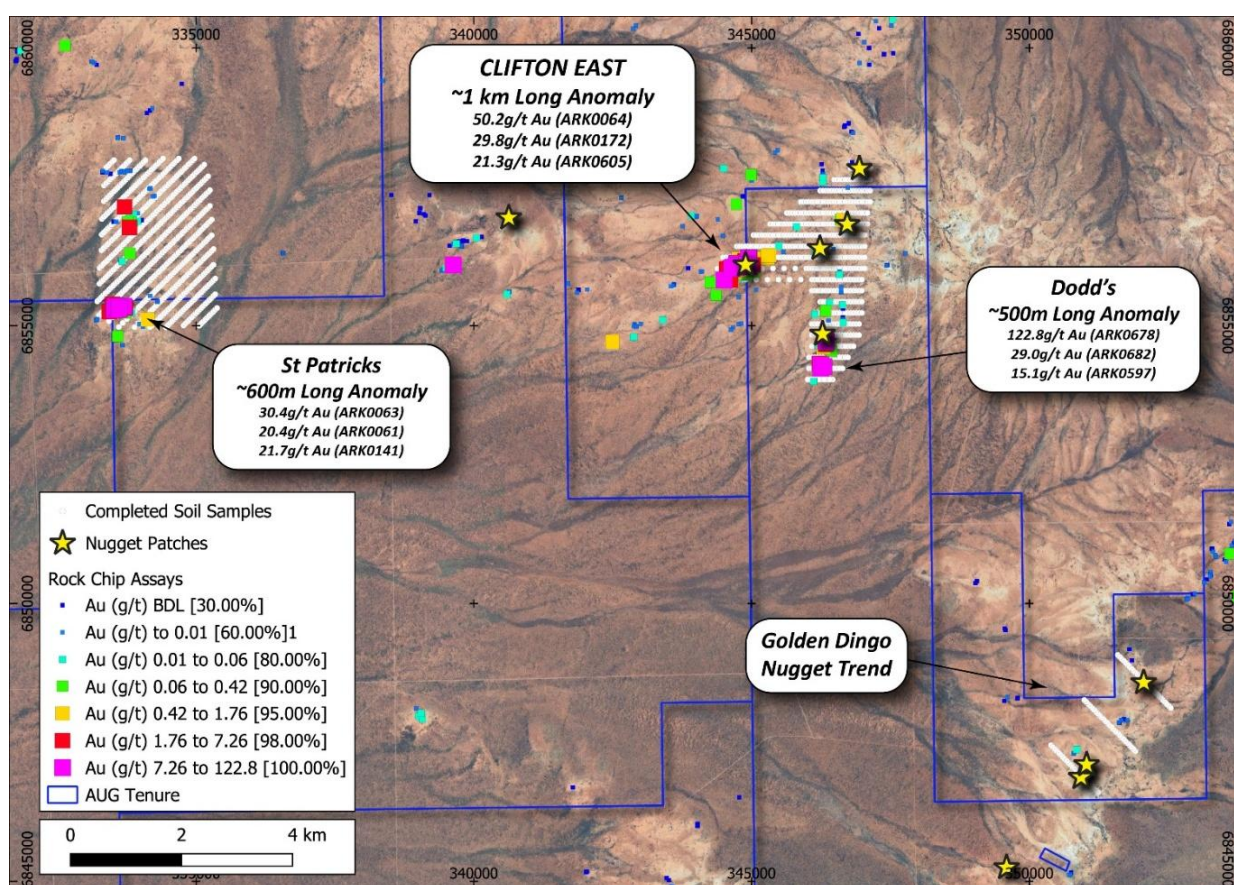 335000
340000
345000
350000
6860000
6860000
CLIFTON EAST
~1 km Long Anomaly
50.2g/t Au (ARK0064)
29.8g/t Au (ARK0172)
21.3g/t Au (ARK0605)
Dodd's
~500m Long Anomaly
122.8g/t Au (ARK0678)
29.0g/t Au (ARK0682)
15.1g/t Au (ARK0597)
6855000
6855000
St Patricks
~600m Long Anomaly
30.4g/t Au (ARK0063)
20.4g/t Au (ARK0061)
21.7g/t Au (ARK0141)
Completed Soil Samples
Nugget Patches
Rock Chip Assays
Au (g/t) BDL [30.00%]
Au (g/t) to 0.01 [60.00%]1
Au (g/t) 0.01 to 0.06 [80.00%]
Au (g/t) 0.06 to 0.42 [90.00%]
Au (g/t) 0.42 to 1.76 [95.00%]
Au (g/t) 1.76 to 7.26 [98.00%]
Au (g/t) 7.26 to 122.8 [100.00%]
AUG Tenure
0 2 4 km
6850000
6850000
Golden Dingo
Nugget Trend
6845000
6845000
335000
340000
345000
350000